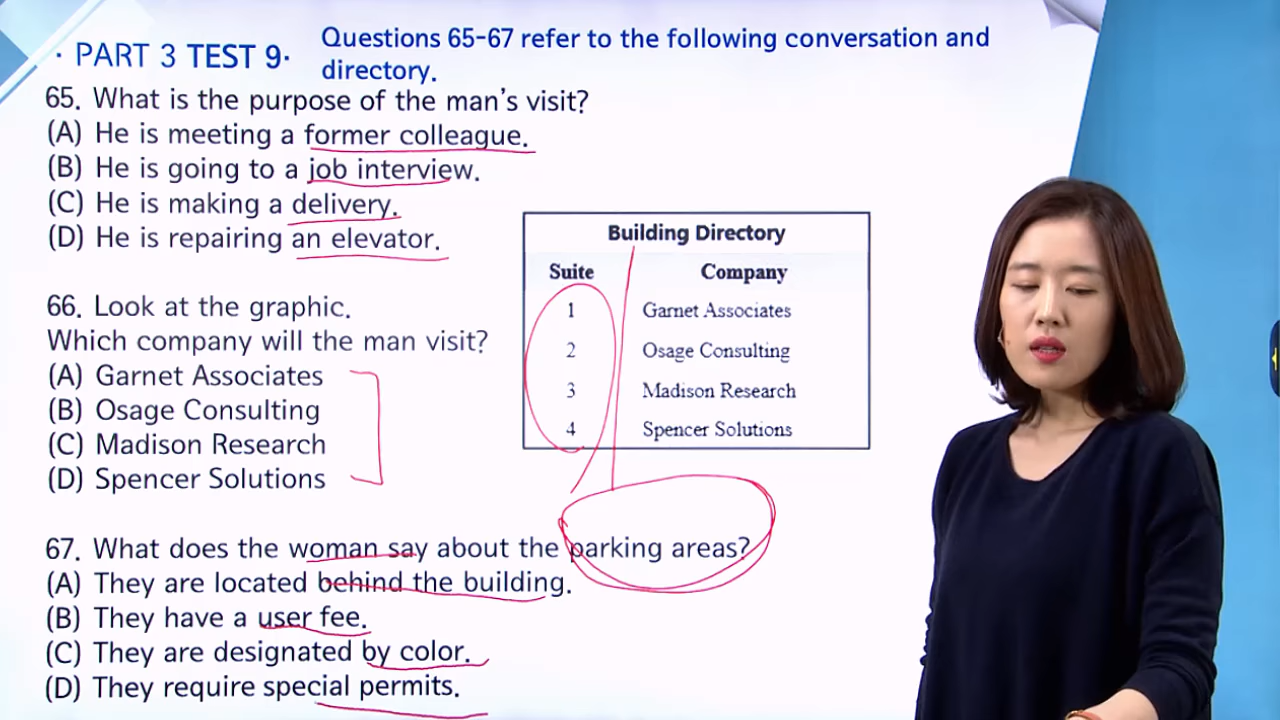 · PART 3 TEST 9·
Questions 65-67 refer to the following conversation and
directory.
65. What is the purpose of the man's visit?
(A) He is meeting a former colleague.
(B) He is going to a job interview.
(C) He is making a delivery.
(D) He is repairing an elevator.
66. Look at the graphic.
Which company will the man visit?
(A) Garnet Associates
(B) Osage Consulting
(C) Madison Research
(D) Spencer Solutions
Building Directory
Suite Company
1 Garnet Associates
2 Osage Consulting
3 Madison Research
4 Spencer Solutions
67. What does the woman say about the parking areas?
(A) They are located behind the building.
(B) They have a user fee.
(C) They are designated by color.
(D) They require special permits.